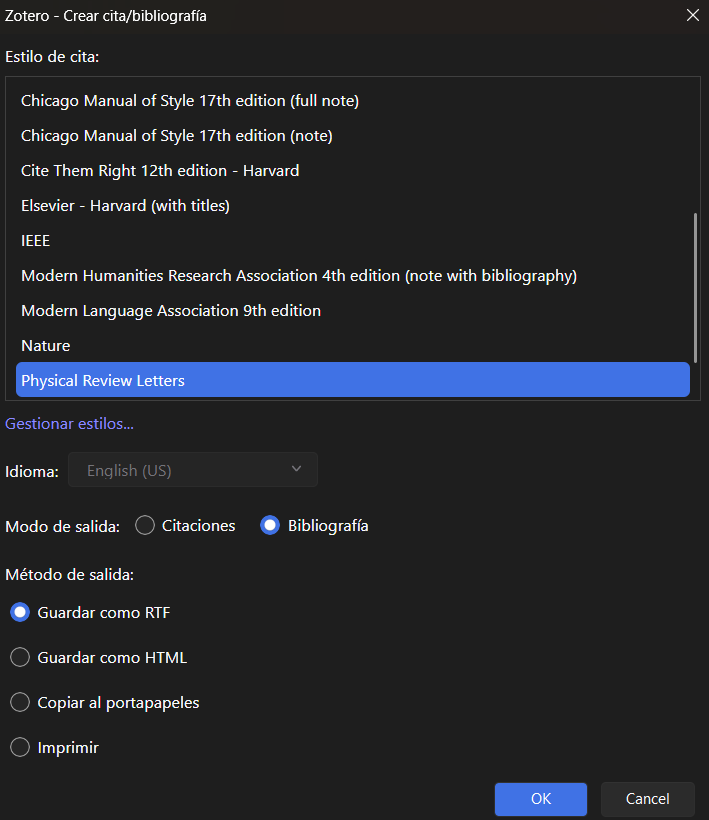 Zotero - Crear cita/bibliografía
Estilo de cita:
Chicago Manual of Style 17th edition (full note)
Chicago Manual of Style 17th edition (note)
Cite Them Right 12th edition - Harvard
Elsevier - Harvard (with titles)
IEEE
Modern Humanities Research Association 4th edition (note with bibliography)
Modern Language Association 9th edition
Nature
Physical Review Letters
Gestionar estilos...
Idioma: English (US)
Modo de salida: Citaciones Bibliografía
Método de salida:
Guardar como RTF
Guardar como HTML
Copiar al portapapeles
Imprimir
OK Cancel